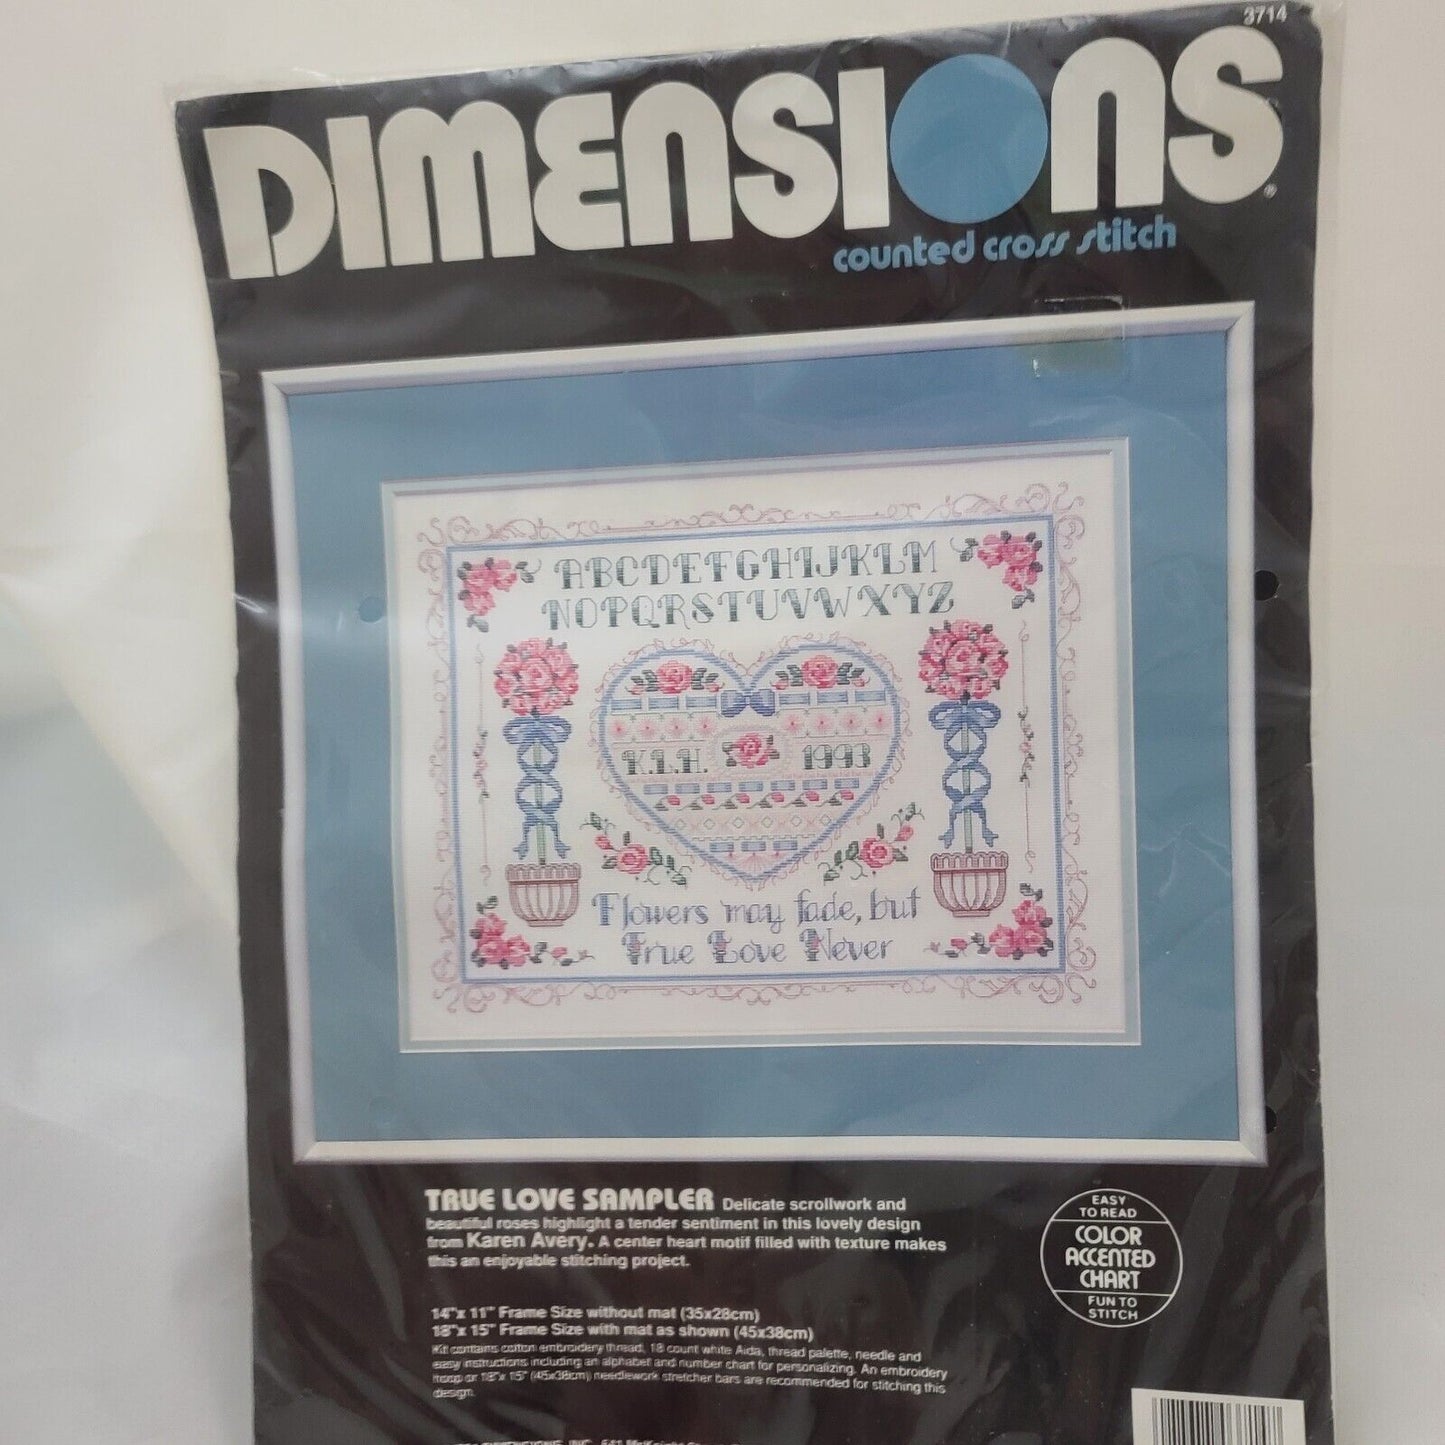 3714
DIMENSIONS®
counted cross stitch
ABCDEFGHIJKLM
NOPQRSTUVWXYZ
K.L.H. 1993
Flowers may fade, but
True Love Never
TRUE LOVE SAMPLER Delicate scrollwork and
beautiful roses highlight a tender sentiment in this lovely design
from Karen Avery. A center heart motif filled with texture makes
this an enjoyable stitching project.
14"x 11" Frame Size without mat (35x28cm)
18"x 15" Frame Size with mat as shown (45x38cm)
Kit contains cotton embroidery thread, 18 count white Aida, thread palette, needle and
easy instructions including an alphabet and number chart for personalizing. An embroidery
hoop or 18"x 15" (45x38cm) needlework stretcher bars are recommended for stitching this
design.
EASY
TO READ
COLOR
ACCENTED
CHART
FUN TO
STITCH
DIMENSIONS, INC. 641